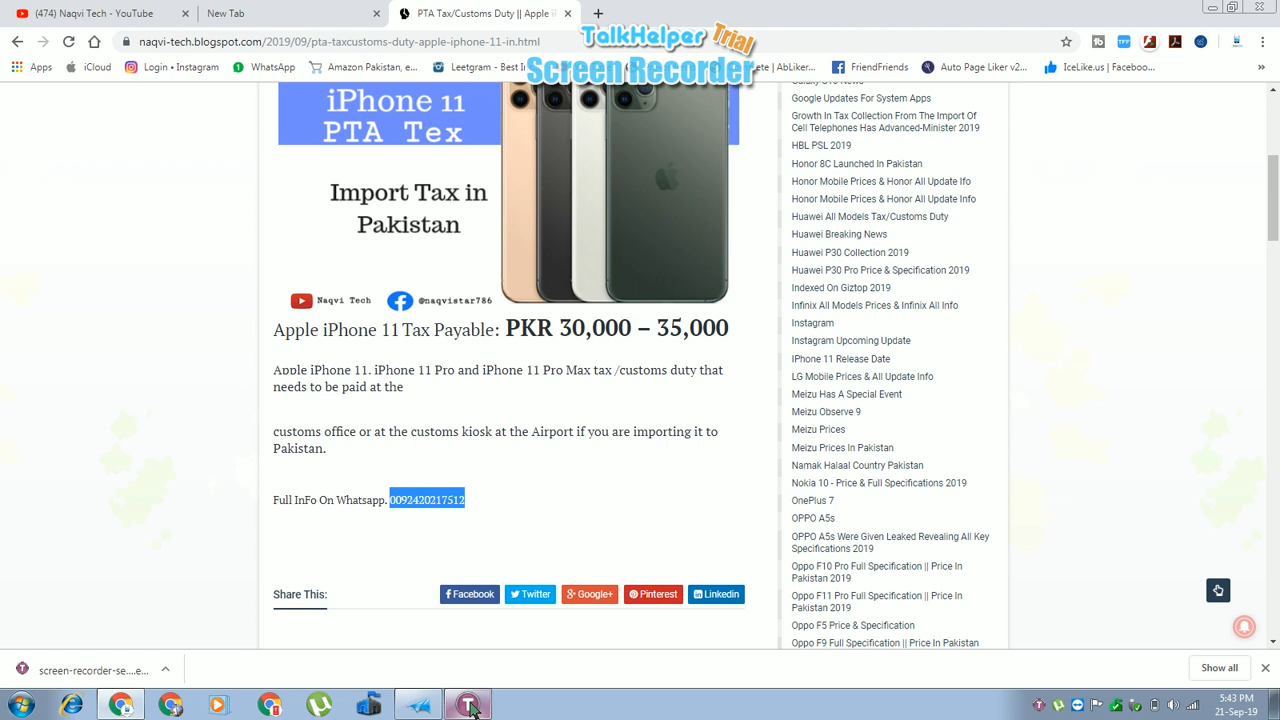 (474) Naqvi Tech - YouTube
New Tab
PTA Tax/Customs Duty || Apple i
naqvi-tech.blogspot.com/2019/09/pta-taxcustoms-duty-apple-iphone-11-in.html
TalkHelper Trial
Screen Recorder
Apps
iCloud
Login • Instagram
WhatsApp
Amazon Pakistan, e...
Leetgram - Best In
ete | AbLiker...
FriendFrients
Auto Page Liker v2...
IceLike.us | Faceboo...
iPhone 11
PTA Tex
Import Tax in
Pakistan
Naqvi Tech
@naqvistar786
Apple iPhone 11 Tax Payable: PKR 30,000 – 35,000
Apple iPhone 11, iPhone 11 Pro and iPhone 11 Pro Max tax /customs duty that
needs to be paid at the
customs office or at the customs kiosk at the Airport if you are importing it to
Pakistan.
Full InFo On Whatsapp. 0092420217512
Share This:
Facebook
Twitter
Google+
Pinterest
Linkedin
Google Updates For System Apps
Growth In Tax Collection From The Import Of
Cell Telephones Has Advanced-Minister 2019
HBL PSL 2019
Honor 8C Launched In Pakistan
Honor Mobile Prices & Honor All Update Ifo
Honor Mobile Prices & Honor All Update Info
Huawei All Models Tax/Customs Duty
Huawei Breaking News
Huawei P30 Collection 2019
Huawei P30 Pro Price & Specification 2019
Indexed On Giztop 2019
Infinix All Models Prices & Infinix All Info
Instagram
Instagram Upcoming Update
IPhone 11 Release Date
LG Mobile Prices & All Update Info
Meizu Has A Special Event
Meizu Observe 9
Meizu Prices
Meizu Prices In Pakistan
Namak Halaal Country Pakistan
Nokia 10 - Price & Full Specifications 2019
OnePlus 7
OPPO A5s
OPPO A5s Were Given Leaked Revealing All Key
Specifications 2019
Oppo F10 Pro Full Specification || Price In
Pakistan 2019
Oppo F11 Pro Full Specification || Price In
Pakistan 2019
Oppo F5 Price & Specification
Oppo F9 Full Specification || Price In Pakistan
screen-recorder-se....e...
Show all
5:43 PM
21-Sep-19